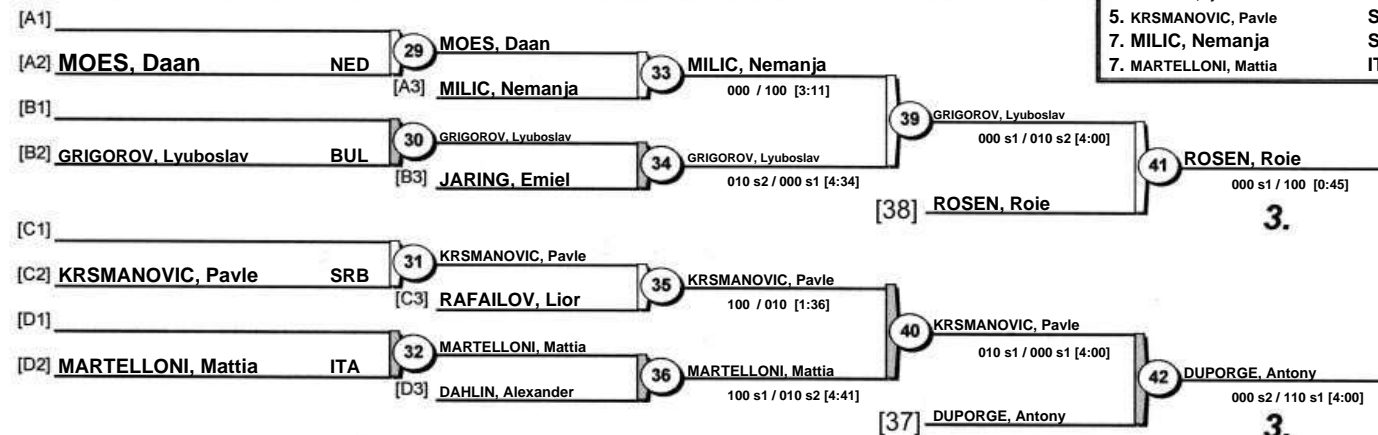 5. KRSMANOVIC, Pavle S
7. MILIC, Nemanja S
7. MARTELLONI, Mattia IT
[A1]
[A2] MOES, Daan NED
29 MOES, Daan
[A3] MILIC, Nemanja
33 MILIC, Nemanja
000 / 100 [3:11]
[B1]
[B2] GRIGOROV, Lyuboslav BUL
30 GRIGOROV, Lyuboslav
[B3] JARING, Emiel
34 GRIGOROV, Lyuboslav
010 s2 / 000 s1 [4:34]
39 GRIGOROV, Lyuboslav
000 s1 / 010 s2 [4:00]
[38] ROSEN, Roie
41 ROSEN, Roie
000 s1 / 100 [0:45]
3.
[C1]
[C2] KRSMANOVIC, Pavle SRB
31 KRSMANOVIC, Pavle
[C3] RAFAILOV, Lior
35 KRSMANOVIC, Pavle
100 / 010 [1:36]
[D1]
[D2] MARTELLONI, Mattia ITA
32 MARTELLONI, Mattia
[D3] DAHLIN, Alexander
36 MARTELLONI, Mattia
100 s1 / 010 s2 [4:41]
40 KRSMANOVIC, Pavle
010 s1 / 000 s1 [4:00]
[37] DUPORGE, Antony
42 DUPORGE, Antony
000 s2 / 110 s1 [4:00]
3.